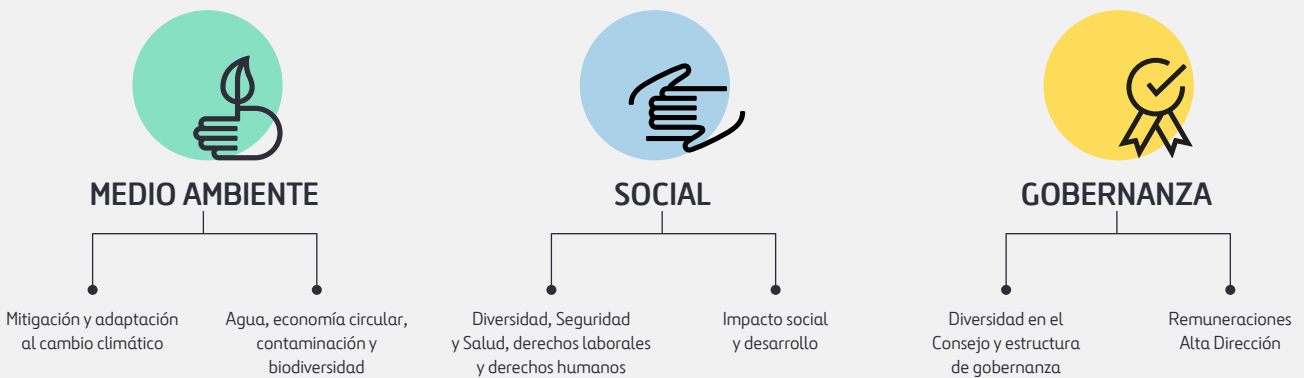 MEDIO AMBIENTE
Mitigación y adaptación
al cambio climático
Agua, economía circular,
contaminación y
biodiversidad
SOCIAL
Diversidad, Seguridad
y Salud, derechos laborales
y derechos humanos
Impacto social
y desarrollo
GOBERNANZA
Diversidad en el
Consejo y estructura
de gobernanza
Remuneraciones
Alta Dirección